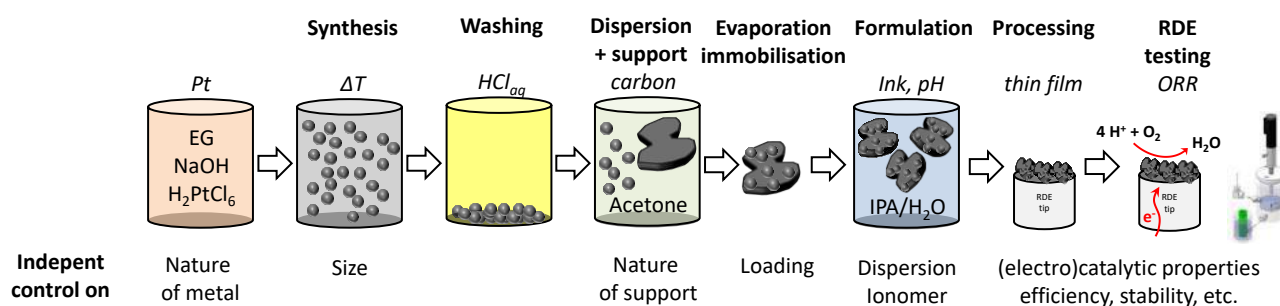 Synthesis
Washing
Dispersion
+ support
Evaporation
immobilisation
Formulation
Processing
RDE
testing
Pt
ΔT
HCl_aq
carbon
Ink, pH
thin film
ORR
EG
NaOH
H₂PtCl₆
Acetone
IPA/H₂O
RDE
tip
4 H⁺ + O₂
H₂O
RDE
tip
e⁻
Indepent
control on
Nature
of metal
Size
Nature
of support
Loading
Dispersion
Ionomer
(electro)catalytic properties
efficiency, stability, etc.